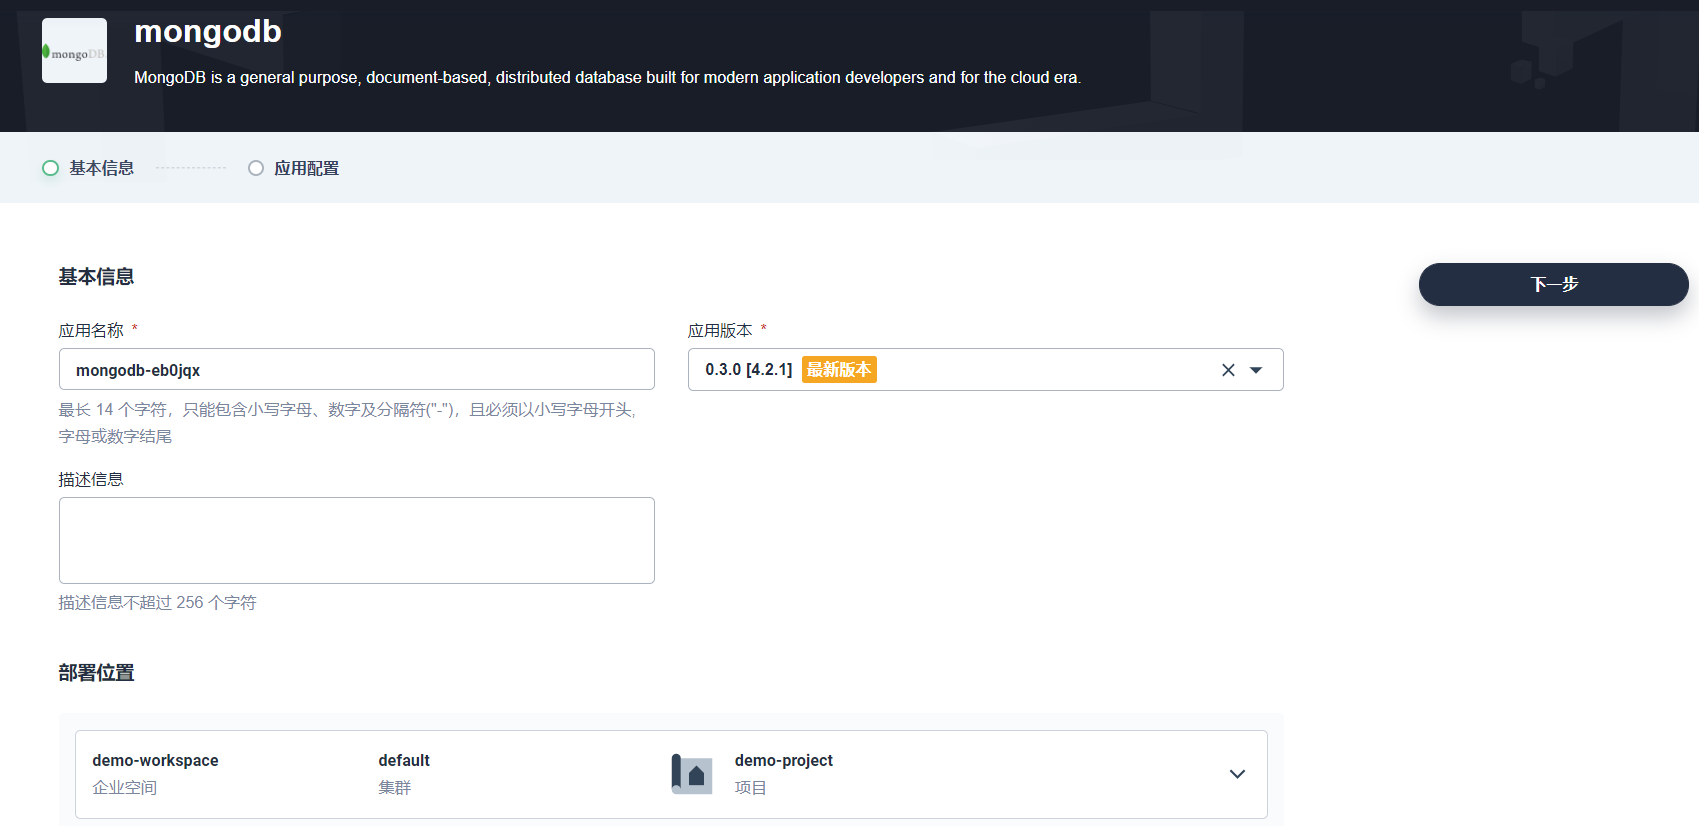 mongoDB
mongodb
MongoDB is a general purpose, document-based, distributed database built for modern application developers and for the cloud era.
基本信息
应用配置
基本信息
下一步
应用名称 *
应用版本 *
mongodb-eb0jqx
0.3.0 [4.2.1] 最新版本
最长 14 个字符，只能包含小写字母、数字及分隔符("-")，且必须以小写字母开头,
字母或数字结尾
描述信息
描述信息不超过 256 个字符
部署位置
demo-workspace
企业空间
default
集群
demo-project
项目